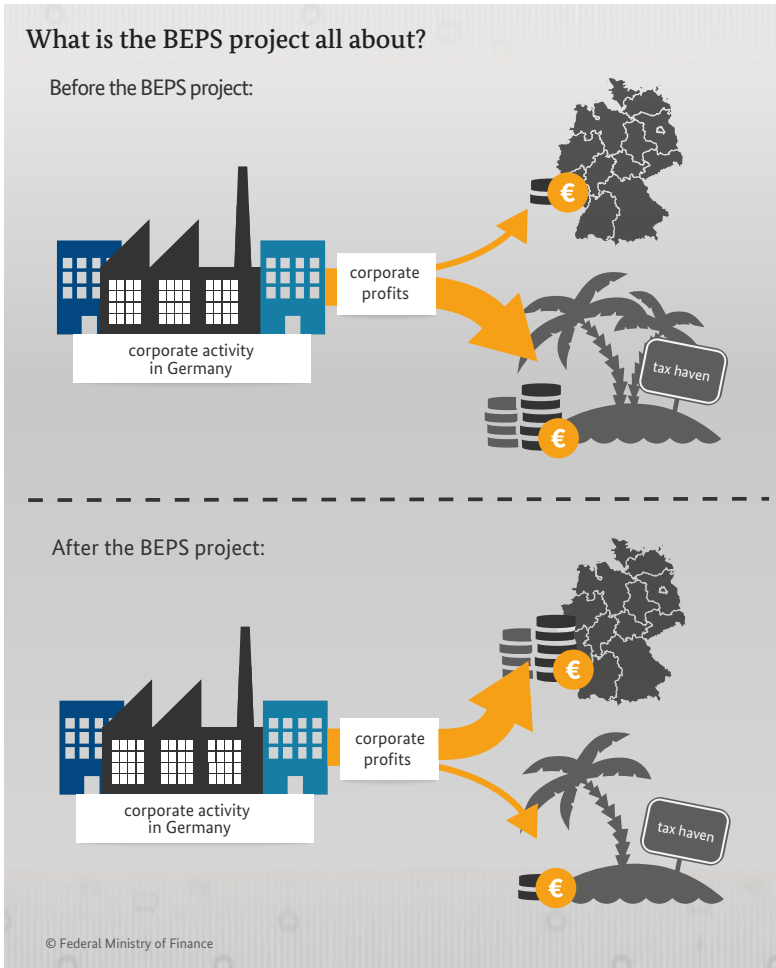 What is the BEPS project all about?
Before the BEPS project:
€
corporate
profits
corporate activity
in Germany
tax haven
€
After the BEPS project:
€
corporate
profits
corporate activity
in Germany
tax haven
€
© Federal Ministry of Finance